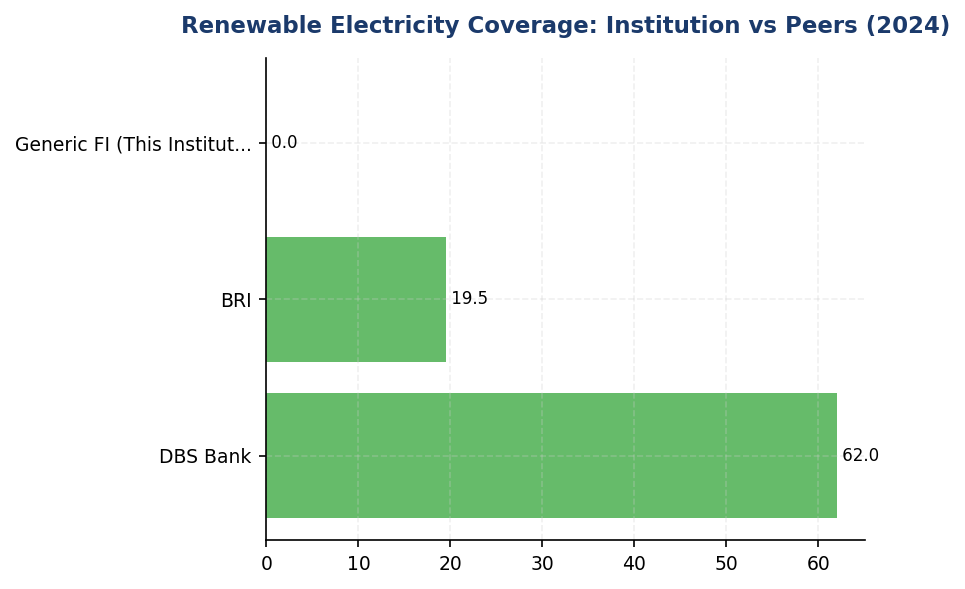 Renewable Electricity Coverage: Institution vs Peers (2024)
Generic FI (This Institut...
0.0
BRI
19.5
DBS Bank
62.0
0 10 20 30 40 50 60